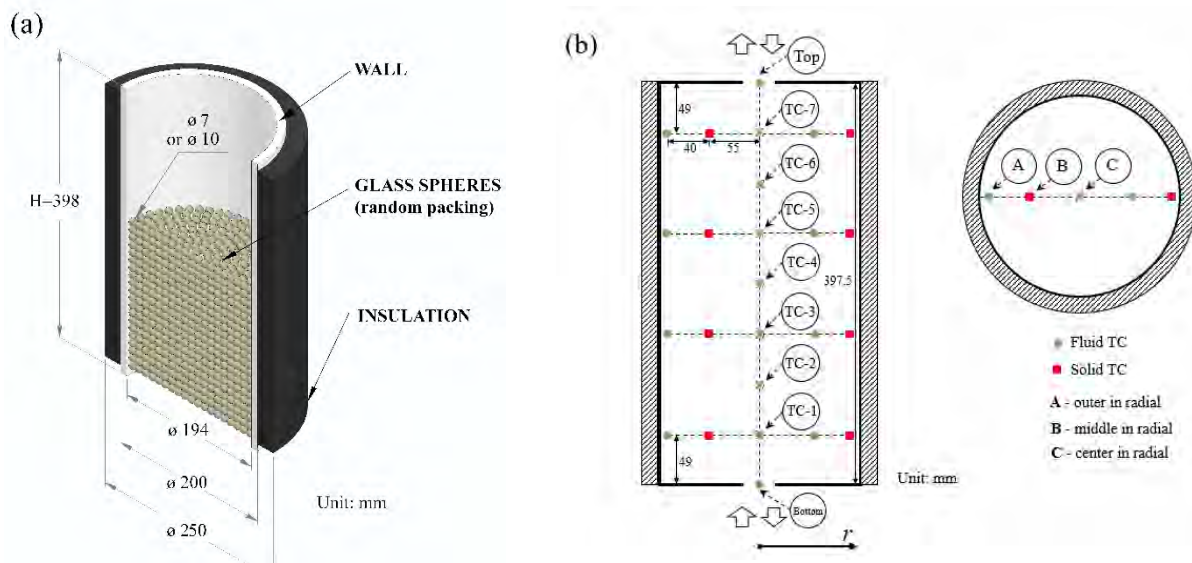 (a)
WALL
ø 7
or ø 10
H=398
GLASS SPHERES
(random packing)
INSULATION
ø 194
ø 200
Unit: mm
ø 250
(b)
Top
49
TC-7
40
55
TC-6
TC-5
TC-4
397.5
TC-3
TC-2
TC-1
49
Unit: mm
Bottom
r
A
B
C
Fluid TC
Solid TC
A - outer in radial
B - middle in radial
C - center in radial